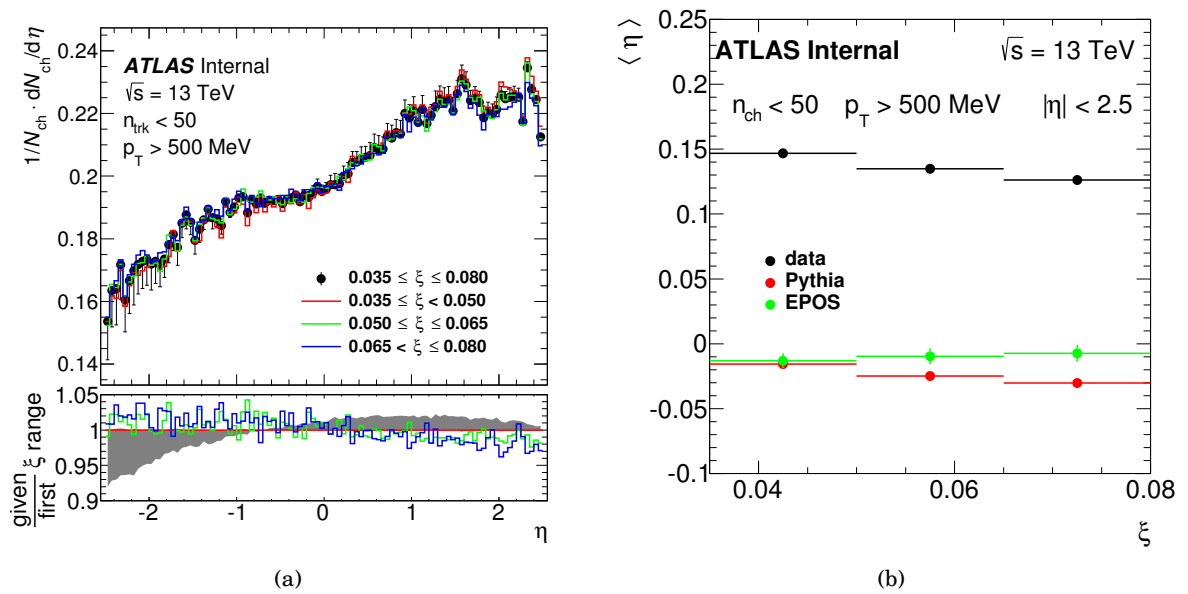 1/N_ch · dN_ch/dη
ATLAS Internal
√s = 13 TeV
n_trk < 50
p_T > 500 MeV
0.24
0.22
0.2
0.18
0.16
0.14
0.035 ≤ ξ ≤ 0.080
0.035 ≤ ξ < 0.050
0.050 ≤ ξ ≤ 0.065
0.065 < ξ ≤ 0.080
given
first
ξ range
1.05
1
0.95
0.9
-2 -1 0 1 2
η
(a)
⟨ η ⟩
0.25
0.2
0.15
0.1
0.05
0
-0.05
-0.1
ATLAS Internal √s = 13 TeV
n_ch < 50 p_T > 500 MeV |η| < 2.5
data
Pythia
EPOS
0.04 0.06 0.08
ξ
(b)